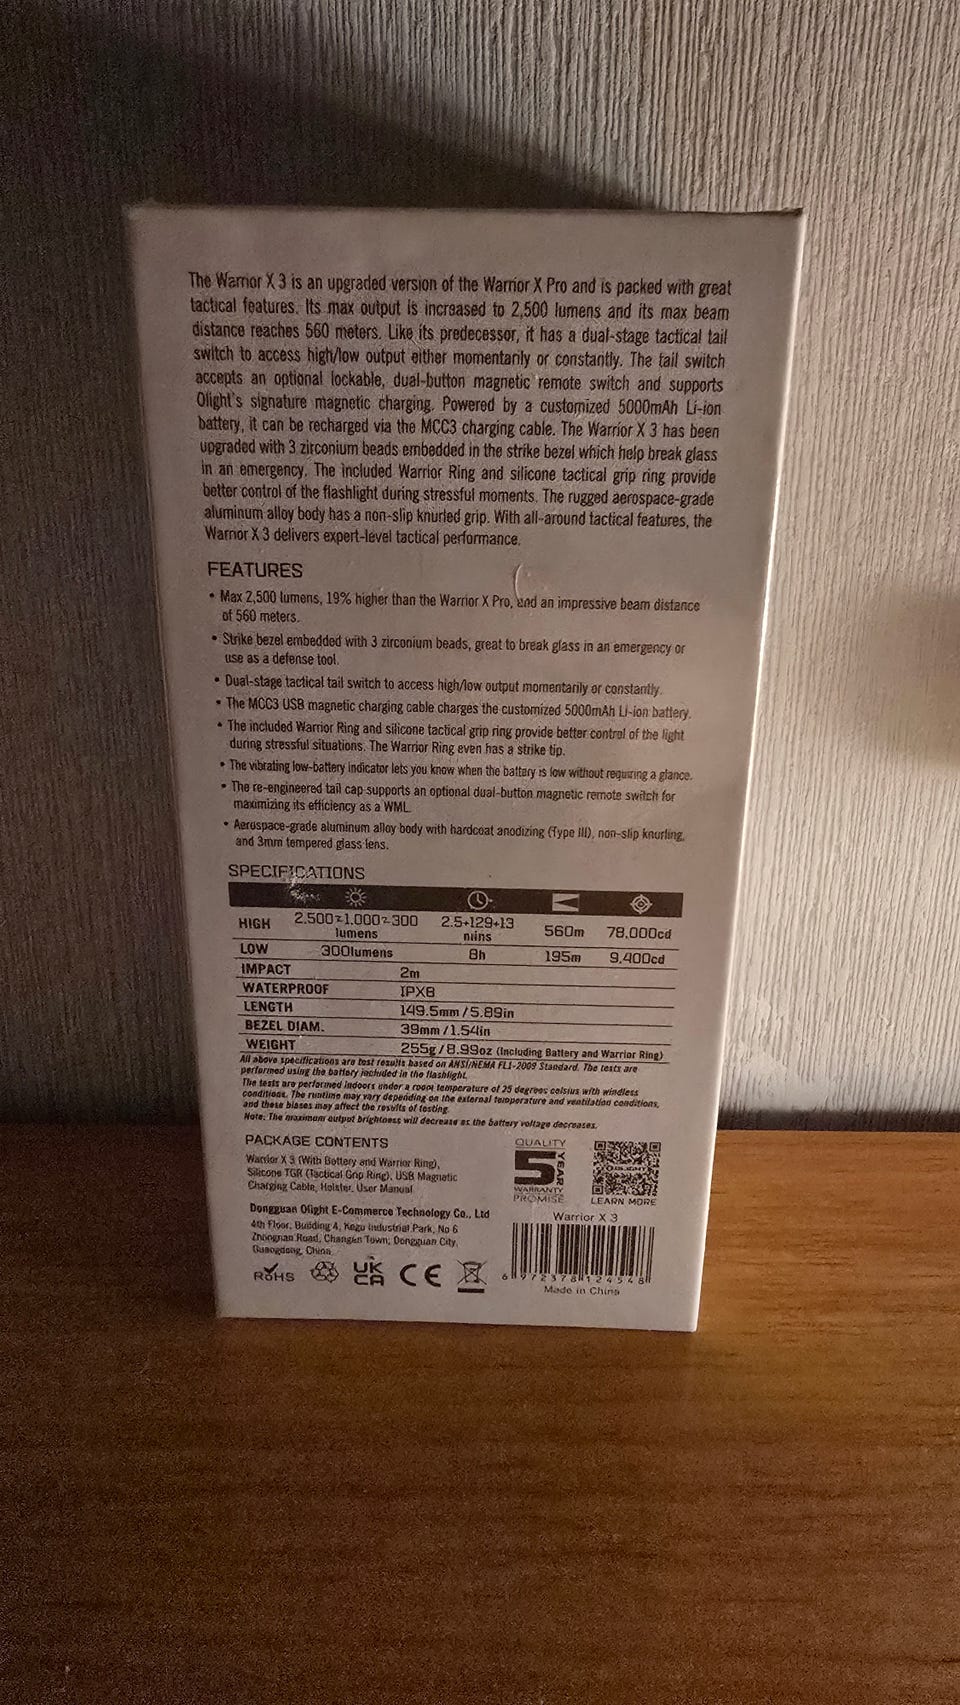 The Warrior X 3 is an upgraded version of the Warrior X Pro and is packed with great
tactical features. Its max output is increased to 2,500 lumens and its max beam
distance reaches 560 meters. Like its predecessor, it has a dual-stage tactical tail
switch to access high/low output either momentarily or constantly. The tail switch
accepts an optional lockable, dual-button magnetic remote switch and supports
Olight's signature magnetic charging. Powered by a customized 5000mAh Li-ion
battery, it can be recharged via the MCC3 charging cable. The Warrior X 3 has been
upgraded with 3 zirconium beads embedded in the strike bezel which help break glass
in an emergency. The included Warrior Ring and silicone tactical grip ring provide
better control of the flashlight during stressful moments. The rugged aerospace-grade
aluminum alloy body has a non-slip knurled grip. With all-around tactical features, the
Warrior X 3 delivers expert-level tactical performance.
FEATURES
• Max 2,500 lumens, 19% higher than the Warrior X Pro, and an impressive beam distance
of 560 meters.
• Strike bezel embedded with 3 zirconium beads, great to break glass in an emergency or
use as a defense tool.
• Dual-stage tactical tail switch to access high/low output momentarily or constantly.
• The MCC3 USB magnetic charging cable charges the customized 5000mAh Li-ion battery.
• The included Warrior Ring and silicone tactical grip ring provide better control of the light
during stressful situations. The Warrior Ring even has a strike tip.
• The vibrating low-battery indicator lets you know when the battery is low without requiring a glance.
• The re-engineered tail cap supports an optional dual-button magnetic remote switch for
maximizing its efficiency as a WML.
• Aerospace-grade aluminum alloy body with hardcoat anodizing (Type III), non-slip knurling,
and 3mm tempered glass lens.
SPECIFICATIONS
HIGH 2,500~1,000~300 lumens 2.5+129+13 mins 560m 78,000cd
LOW 300lumens 8h 195m 9,400cd
IMPACT 2m
WATERPROOF IPX8
LENGTH 149.5mm / 5.89in
BEZEL DIAM. 39mm / 1.54in
WEIGHT 255g / 8.99oz (Including Battery and Warrior Ring)
All above specifications are test results based on ANSI/NEMA FL1-2009 Standard. The tests are
performed using the battery included in the flashlight.
The tests are performed indoors under a room temperature of 25 degrees celsius with windless
conditions. The runtime may vary depending on the external temperature and ventilation conditions,
and these biases may affect the results of testing.
Note: The maximum output brightness will decrease as the battery voltage decreases.
PACKAGE CONTENTS
Warrior X 3 (With Battery and Warrior Ring),
Silicone TGR (Tactical Grip Ring), USB Magnetic
Charging Cable, Holster, User Manual
QUALITY
5 YEAR
WARRANTY
PROMISE
OLIGHT
LEARN MORE
Dongguan Olight E-Commerce Technology Co., Ltd
4th Floor, Building 4, Kegu Industrial Park, No 6
Zhongnan Road, Changan Town, Dongguan City,
Guangdong, China.
Warrior X 3
6 972378 124548
Made in China
RoHS
UK
CA
CE